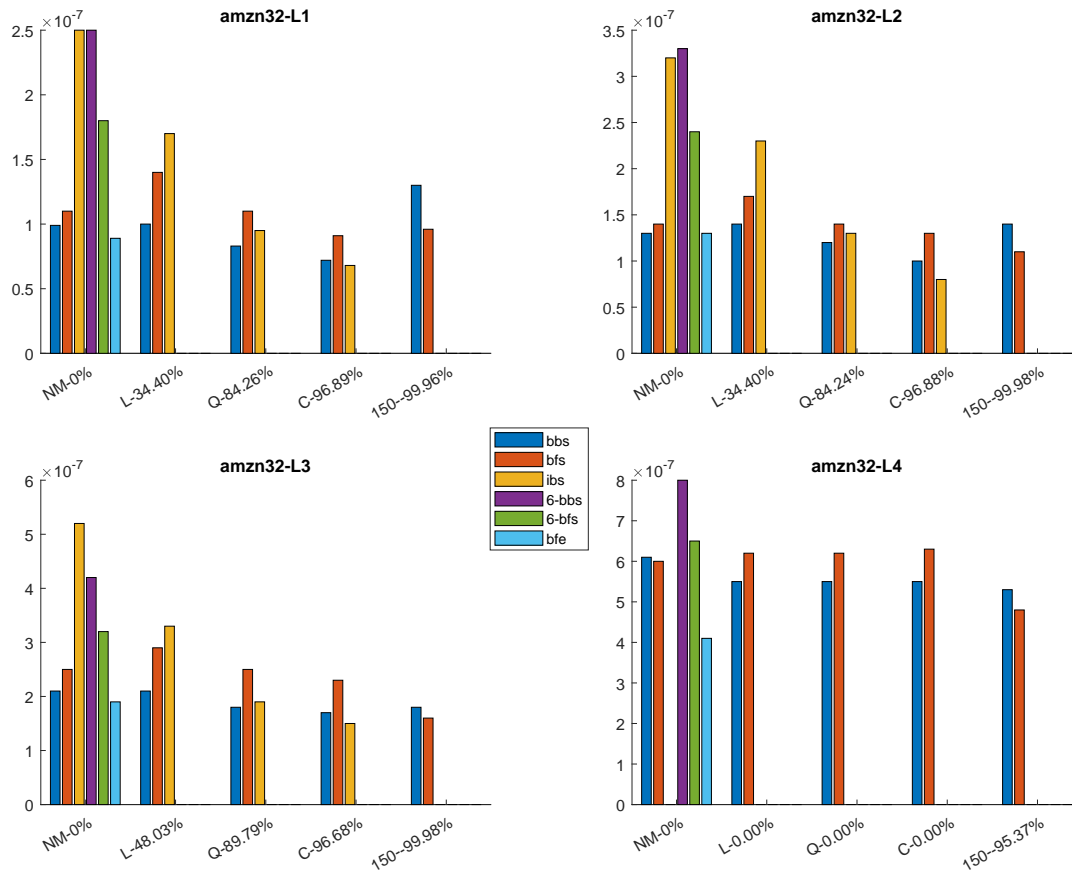 amzn32-L1
×10-7
2.5
2
1.5
1
0.5
0
NM-0%
L-34.40%
Q-84.26%
C-96.89%
150--99.96%
amzn32-L2
×10-7
3.5
3
2.5
2
1.5
1
0.5
0
NM-0%
L-34.40%
Q-84.24%
C-96.88%
150--99.98%
amzn32-L3
×10-7
6
5
4
3
2
1
0
NM-0%
L-48.03%
Q-89.79%
C-96.68%
150--99.98%
bbs
bfs
ibs
6-bbs
6-bfs
bfe
amzn32-L4
×10-7
8
7
6
5
4
3
2
1
0
NM-0%
L-0.00%
Q-0.00%
C-0.00%
150--95.37%